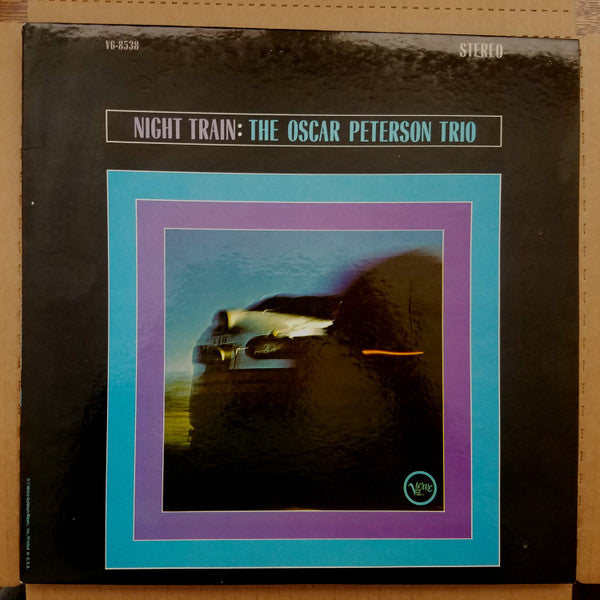 V6-8538
STEREO
NIGHT TRAIN: THE OSCAR PETERSON TRIO
Verve